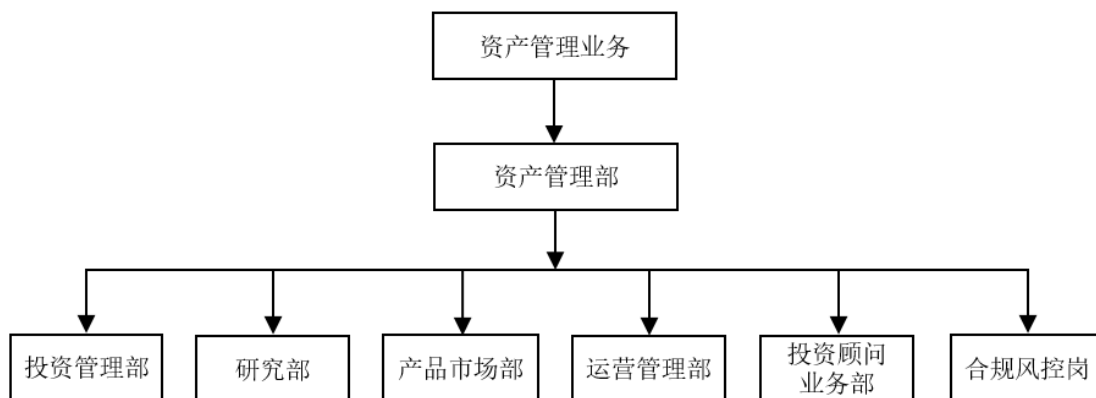 资产管理业务
资产管理部
投资管理部
研究部
产品市场部
运营管理部
投资顾问
业务部
合规风控岗